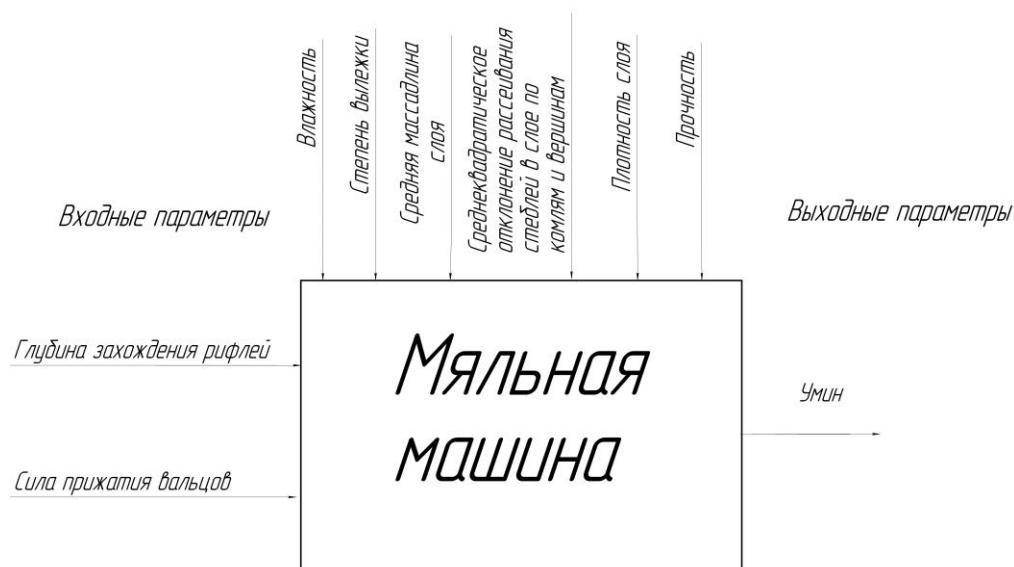 Влажность
Степень вылежки
Средняя массадлина
слоя
Среднеквадратическое
отклонение рассеивания
стеблей в слое по
комлям и вершинам
Плотность слоя
Прочность
Входные параметры
Выходные параметры
Глубина захождения рифлей
Сила прижатия вальцов
Мяльная
машина
Умин